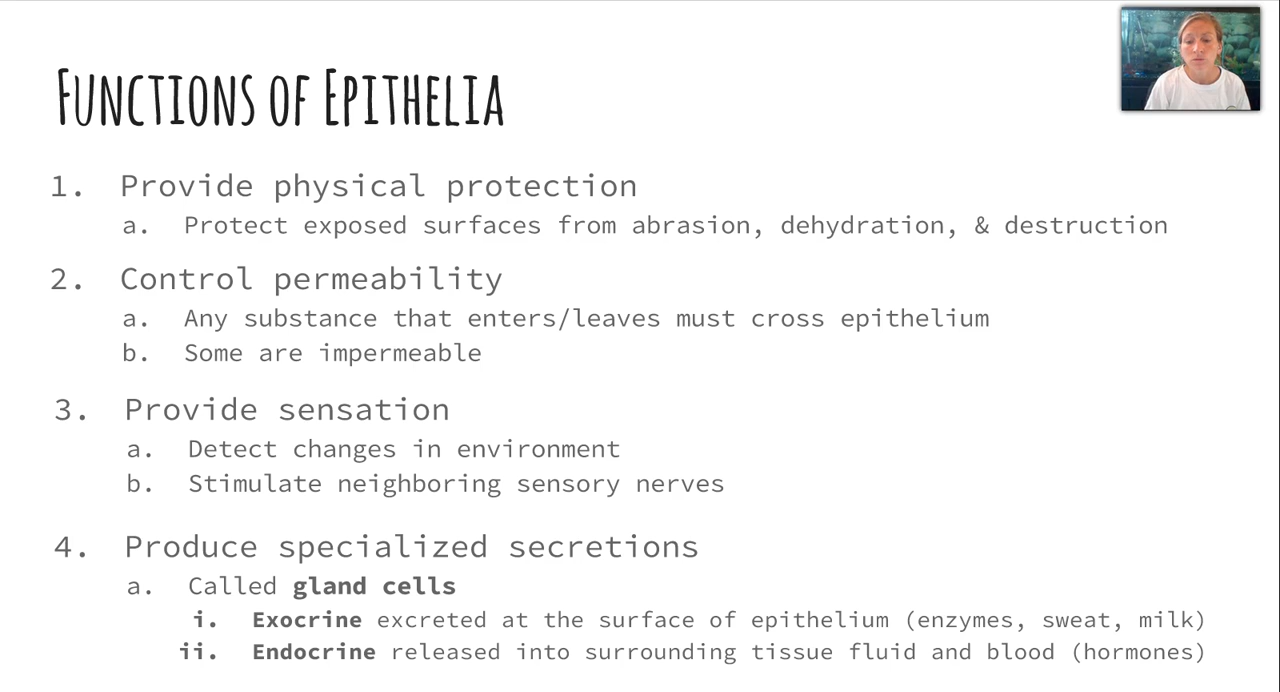 FUNCTIONS OF EPITHELIA
1. Provide physical protection
a. Protect exposed surfaces from abrasion, dehydration, & destruction
2. Control permeability
a. Any substance that enters/leaves must cross epithelium
b. Some are impermeable
3. Provide sensation
a. Detect changes in environment
b. Stimulate neighboring sensory nerves
4. Produce specialized secretions
a. Called gland cells
i. Exocrine excreted at the surface of epithelium (enzymes, sweat, milk)
ii. Endocrine released into surrounding tissue fluid and blood (hormones)